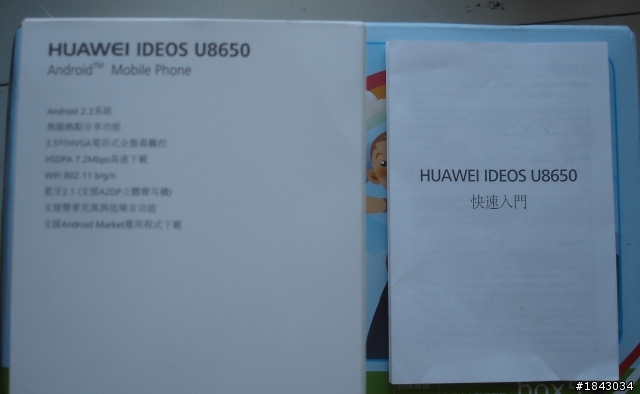 HUAWEI IDEOS U8650
Android™ Mobile Phone
Android 2.3系統
無線熱點分享功能
3.5吋HVGA電容式全螢幕觸控
HSDPA 7.2Mbps高速下載
WiFi 802.11 b/g/n
藍牙2.1 (支援A2DP立體聲耳機)
支援雙麥克風與低噪音功能
支援Android Market應用程式下載
HUAWEI IDEOS U8650
快速入門
box
#1843034